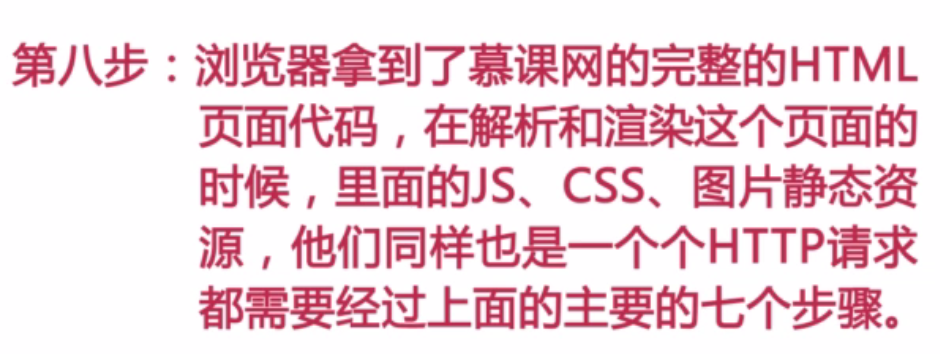 第八步：浏览器拿到了慕课网的完整的HTML
页面代码，在解析和渲染这个页面的
时候，里面的JS、CSS、图片静态资
源，他们同样也是一个个HTTP请求
都需要经过上面的主要的七个步骤。